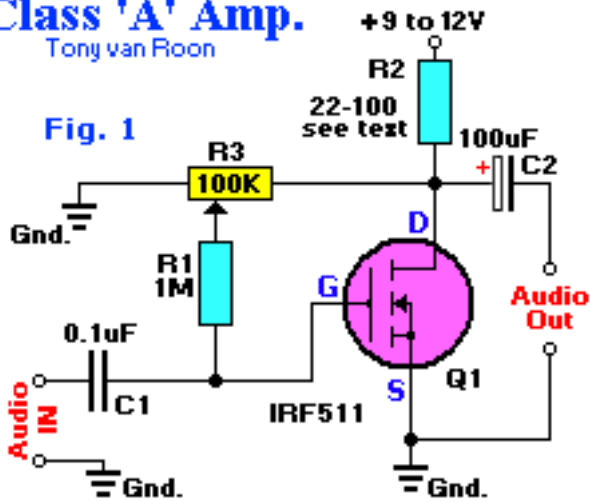 Class 'A' Amp.
Tony van Roon
+9 to 12V
R2
22-100
see text
Fig. 1
100uF
+
C2
R3
100K
Gnd.
D
R1
1M
G
Audio
Out
0.1uF
C1
Q1
S
IRF511
Audio
IN
Gnd.
Gnd.